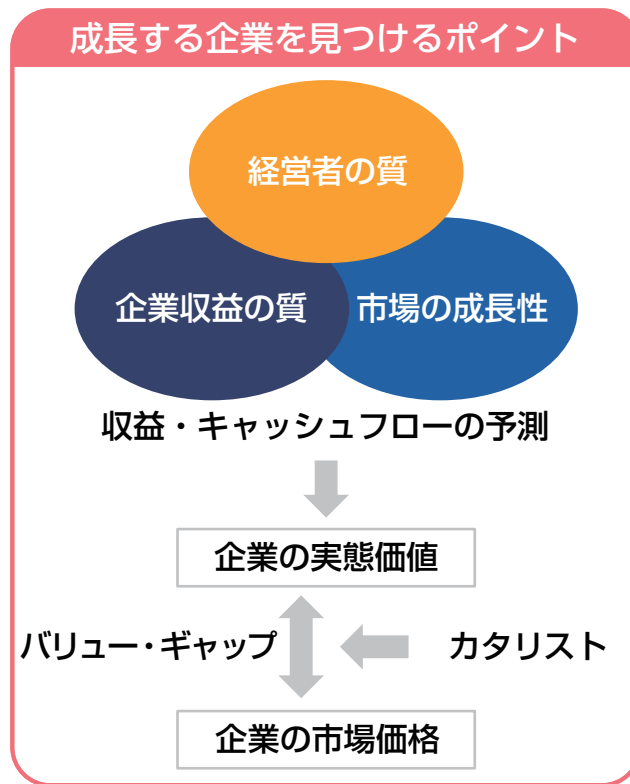 成長する企業を見つけるポイント
経営者の質
企業収益の質
市場の成長性
収益・キャッシュフローの予測
企業の実態価値
バリュー・ギャップ
カタリスト
企業の市場価格